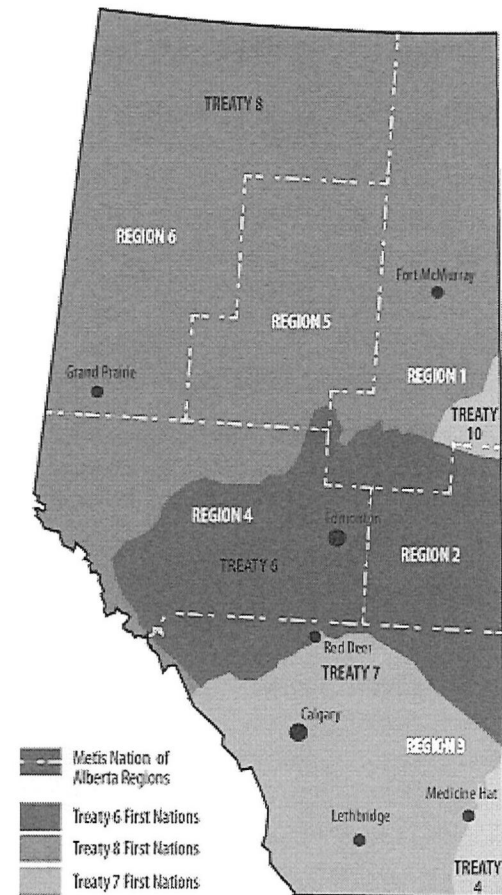 TREATY 8
REGION 6
Fort McMurray
REGION 5
Grand Prairie
REGION 1
TREATY
10
REGION 4
Edmonton
REGION 2
TREATY 6
Red Deer
TREATY 7
Calgary
REGION 3
Metis Nation of
Alberta Regions
Medicine Hat
Treaty 6 First Nations
Lethbridge
Treaty 8 First Nations
TREATY
4
Treaty 7 First Nations